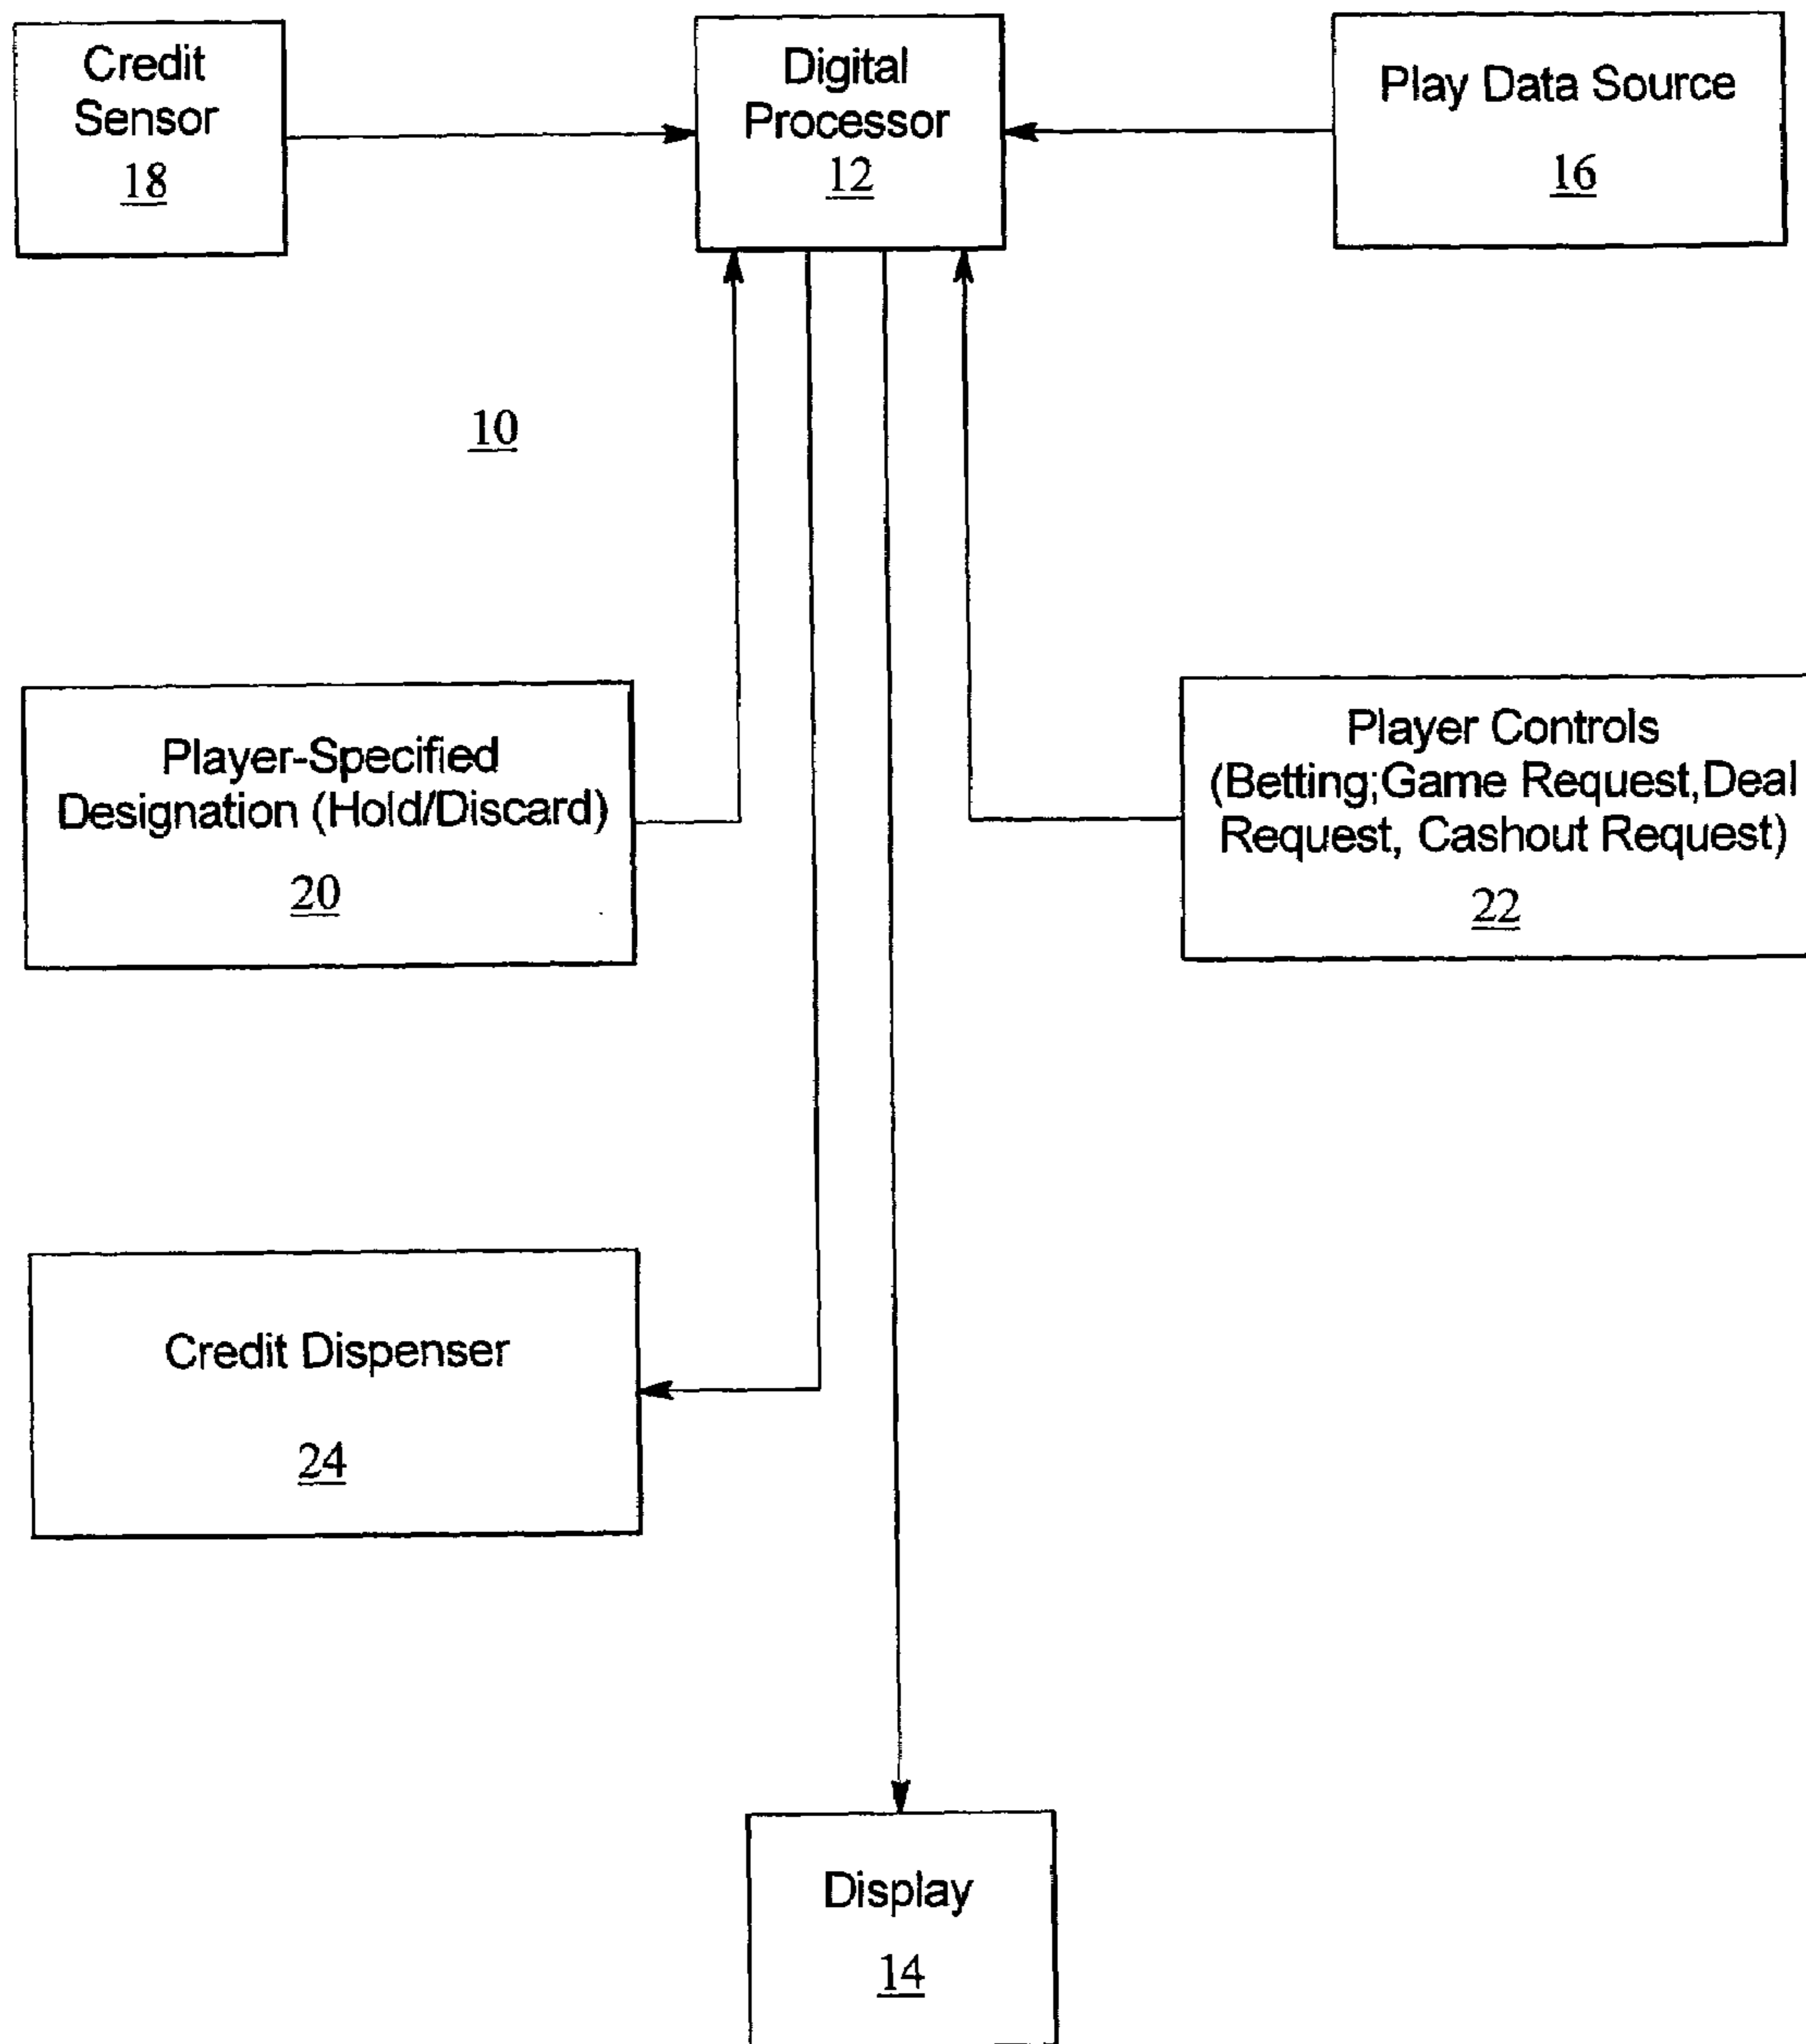 Credit
Sensor
18
Digital
Processor
12
Play Data Source
16
10
Player-Specified
Designation (Hold/Discard)
20
Player Controls
(Betting;Game Request,Deal
Request, Cashout Request)
22
Credit Dispenser
24
Display
14